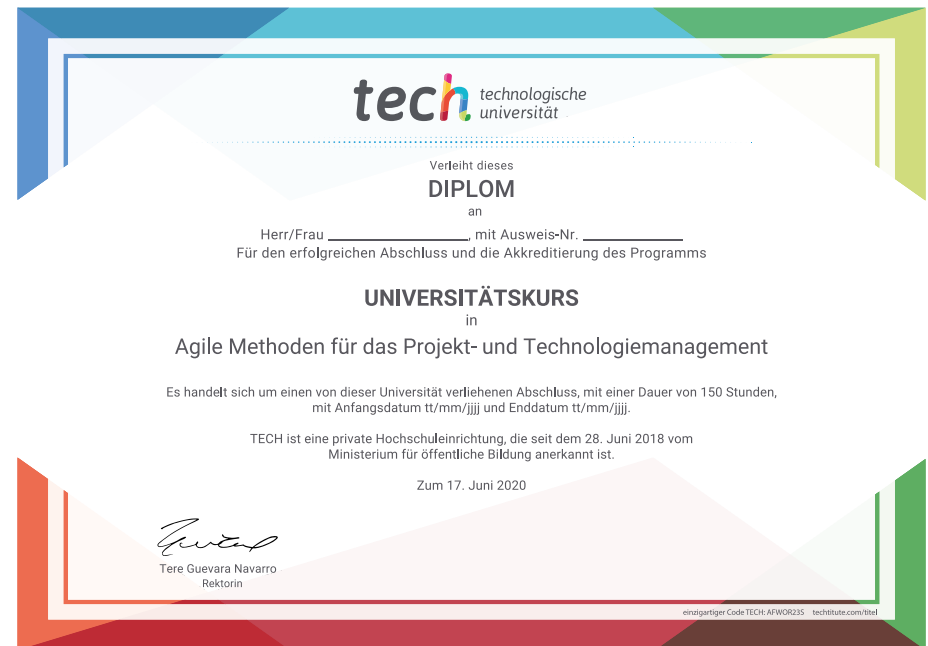 tech technologische
universität
Verleiht dieses
DIPLOM
an
Herr/Frau ____________________, mit Ausweis-Nr. ______________
Für den erfolgreichen Abschluss und die Akkreditierung des Programms
UNIVERSITÄTSKURS
in
Agile Methoden für das Projekt- und Technologiemanagement
Es handelt sich um einen von dieser Universität verliehenen Abschluss, mit einer Dauer von 150 Stunden,
mit Anfangsdatum tt/mm/jjjj und Enddatum tt/mm/jjjj.
TECH ist eine private Hochschuleinrichtung, die seit dem 28. Juni 2018 vom
Ministerium für öffentliche Bildung anerkannt ist.
Zum 17. Juni 2020
Tere Guevara Navarro
Rektorin
einzigartiger Code TECH: AFWOR23S techtitute.com/titel